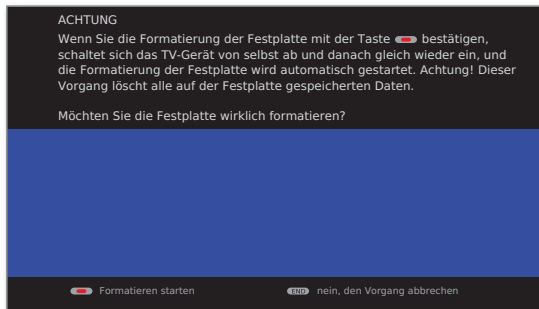 ACHTUNG
Wenn Sie die Formatierung der Festplatte mit der Taste bestätigen,
schaltet sich das TV-Gerät von selbst ab und danach gleich wieder ein, und
die Formatierung der Festplatte wird automatisch gestartet. Achtung! Dieser
Vorgang löscht alle auf der Festplatte gespeicherten Daten.
Möchten Sie die Festplatte wirklich formatieren?
Formatieren starten
END nein, den Vorgang abbrechen